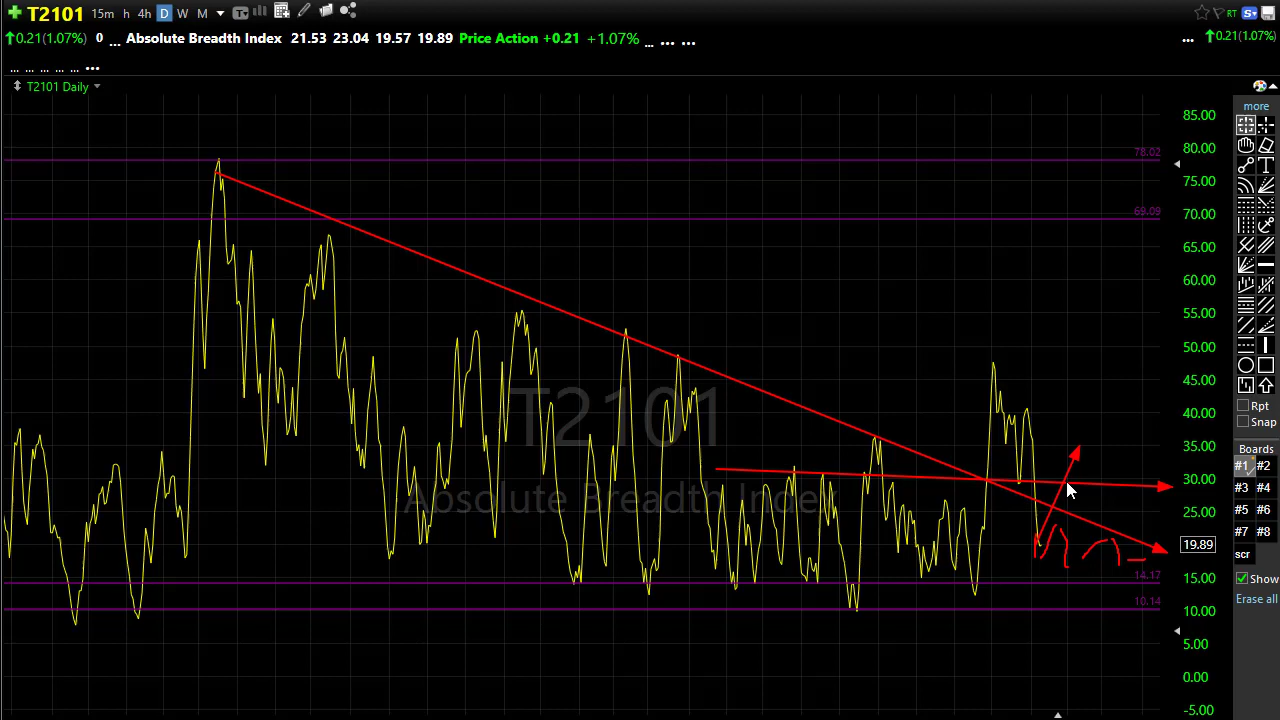 T2101 15m h 4h D W M T RT S
↑0.21(1.07%) 0 ... Absolute Breadth Index 21.53 23.04 19.57 19.89 Price Action +0.21 +1.07% ... ... ... ... ↑0.21(1.07%)
... ... ... ... ... ...
T2101 Daily
more
85.00
80.00
78.02
75.00
69.09
70.00
65.00
60.00
55.00
50.00
45.00
T2101
Rpt
40.00
Snap
35.00
Boards
#1 #2
30.00
Absolute Breadth Index
#3 #4
25.00
#5 #6
#7 #8
19.89
scr
14.17
15.00
Show
10.14
Erase all
10.00
5.00
0.00
-5.00